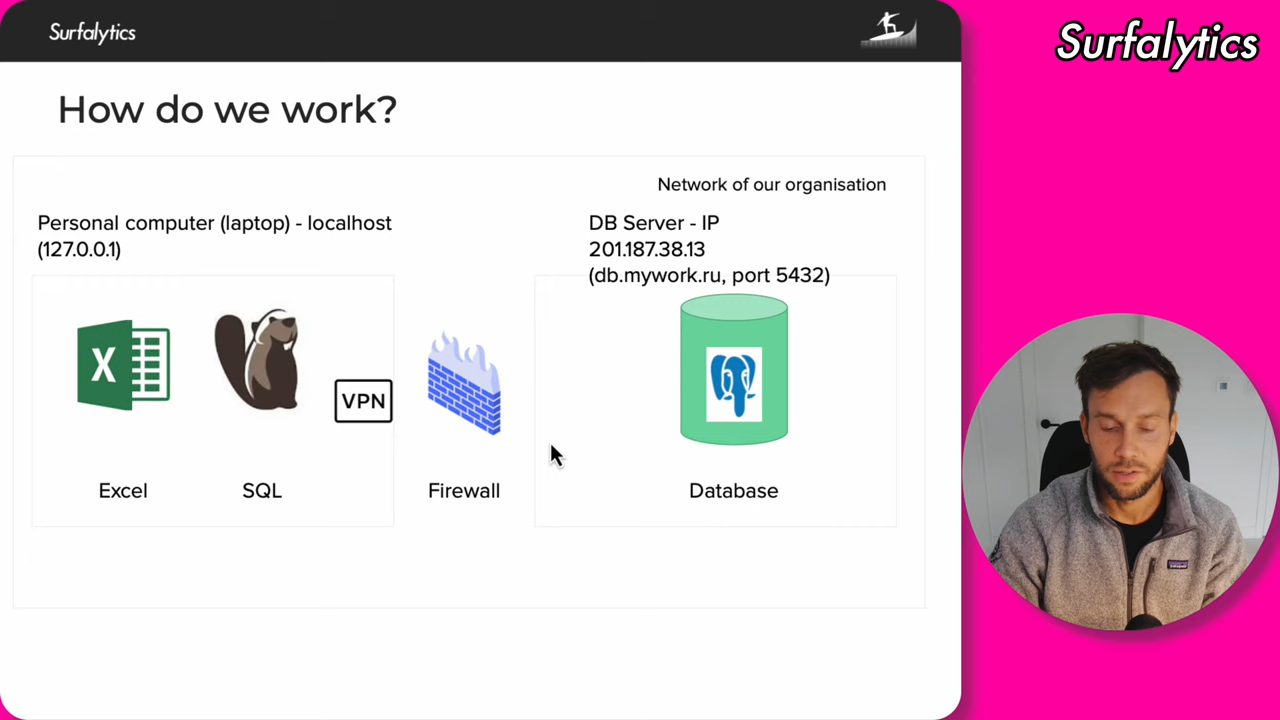 Surfalytics
Surfalytics
How do we work?
Network of our organisation
Personal computer (laptop) - localhost
(127.0.0.1)
DB Server - IP
201.187.38.13
(db.mywork.ru, port 5432)
X
VPN
Excel
SQL
Firewall
Database